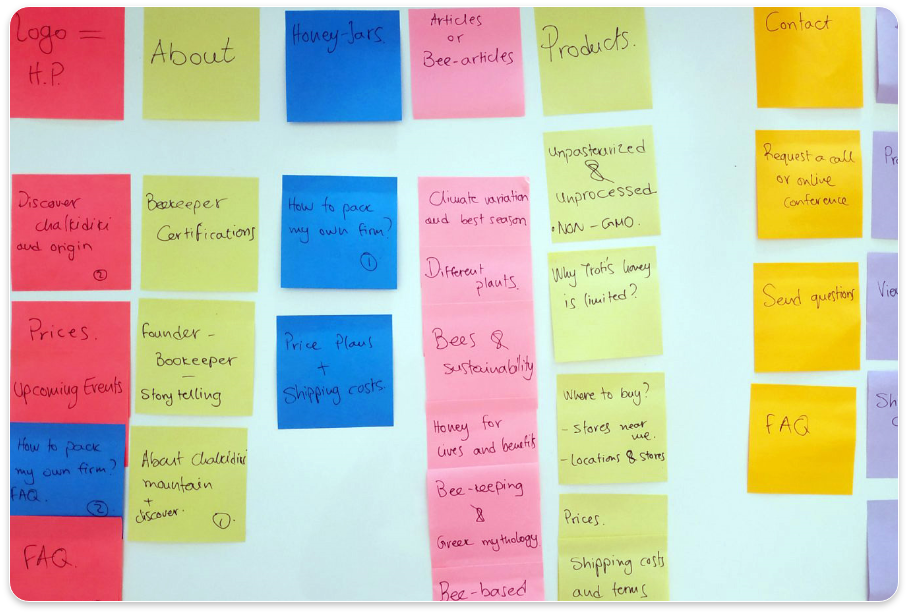 Logo =
H.P.
Discover
chalkidiki
and origin
2
Prices.
Upcoming Events
How to pack
my own firm?
FAQ.
2
FAQ.
About
Beekeeper
Certifications
Founder -
Bookeeper
-
Story telling
About Chalkidiki
mountain
+
discover.
1.
Honey-Jars.
How to pack
my own firm?
1
Price Plans
+
Shipping costs.
Articles
or
Bee-articles
Climate variation
and best season
Different
plants.
Bees &
sustainability
Honey for
lives and benefits
Bee-keeping
&
Greek mythology
Bee-based
Products.
Unpasteurized
&
Unprocessed
. NON-GMO.
Why Troti's honey
is limited?
Where to buy?
- Stores near
me.
- Locations & Stores
Prices.
Shipping costs
and terms
Contact
Request a call
or online
conference
Send questions
FAQ
Pr
Vie
Sh